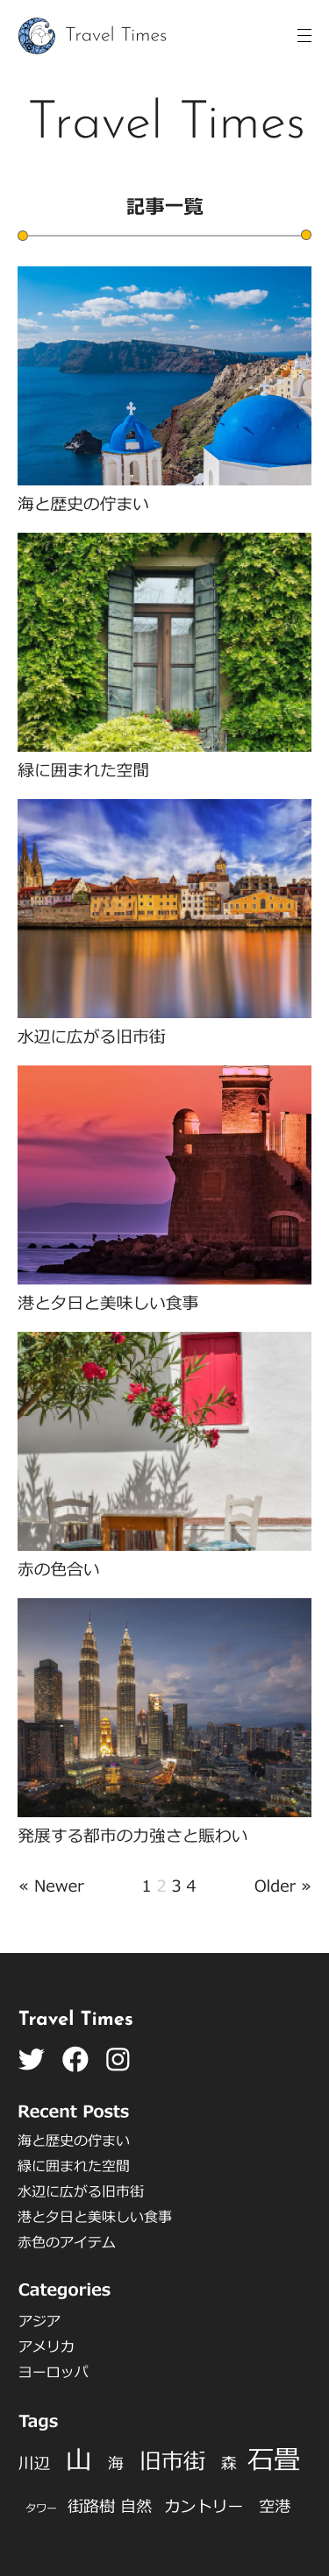 Travel Times
Travel Times
記事一覧
海と歴史の佇まい
緑に囲まれた空間
水辺に広がる旧市街
港と夕日と美味しい食事
赤の色合い
発展する都市の力強さと賑わい
« Newer 1 2 3 4 Older »
Travel Times
Recent Posts
海と歴史の佇まい
緑に囲まれた空間
水辺に広がる旧市街
港と夕日と美味しい食事
赤色のアイテム
Categories
アジア
アメリカ
ヨーロッパ
Tags
川辺 山 海 旧市街 森 石畳
タワー 街路樹 自然 カントリー 空港